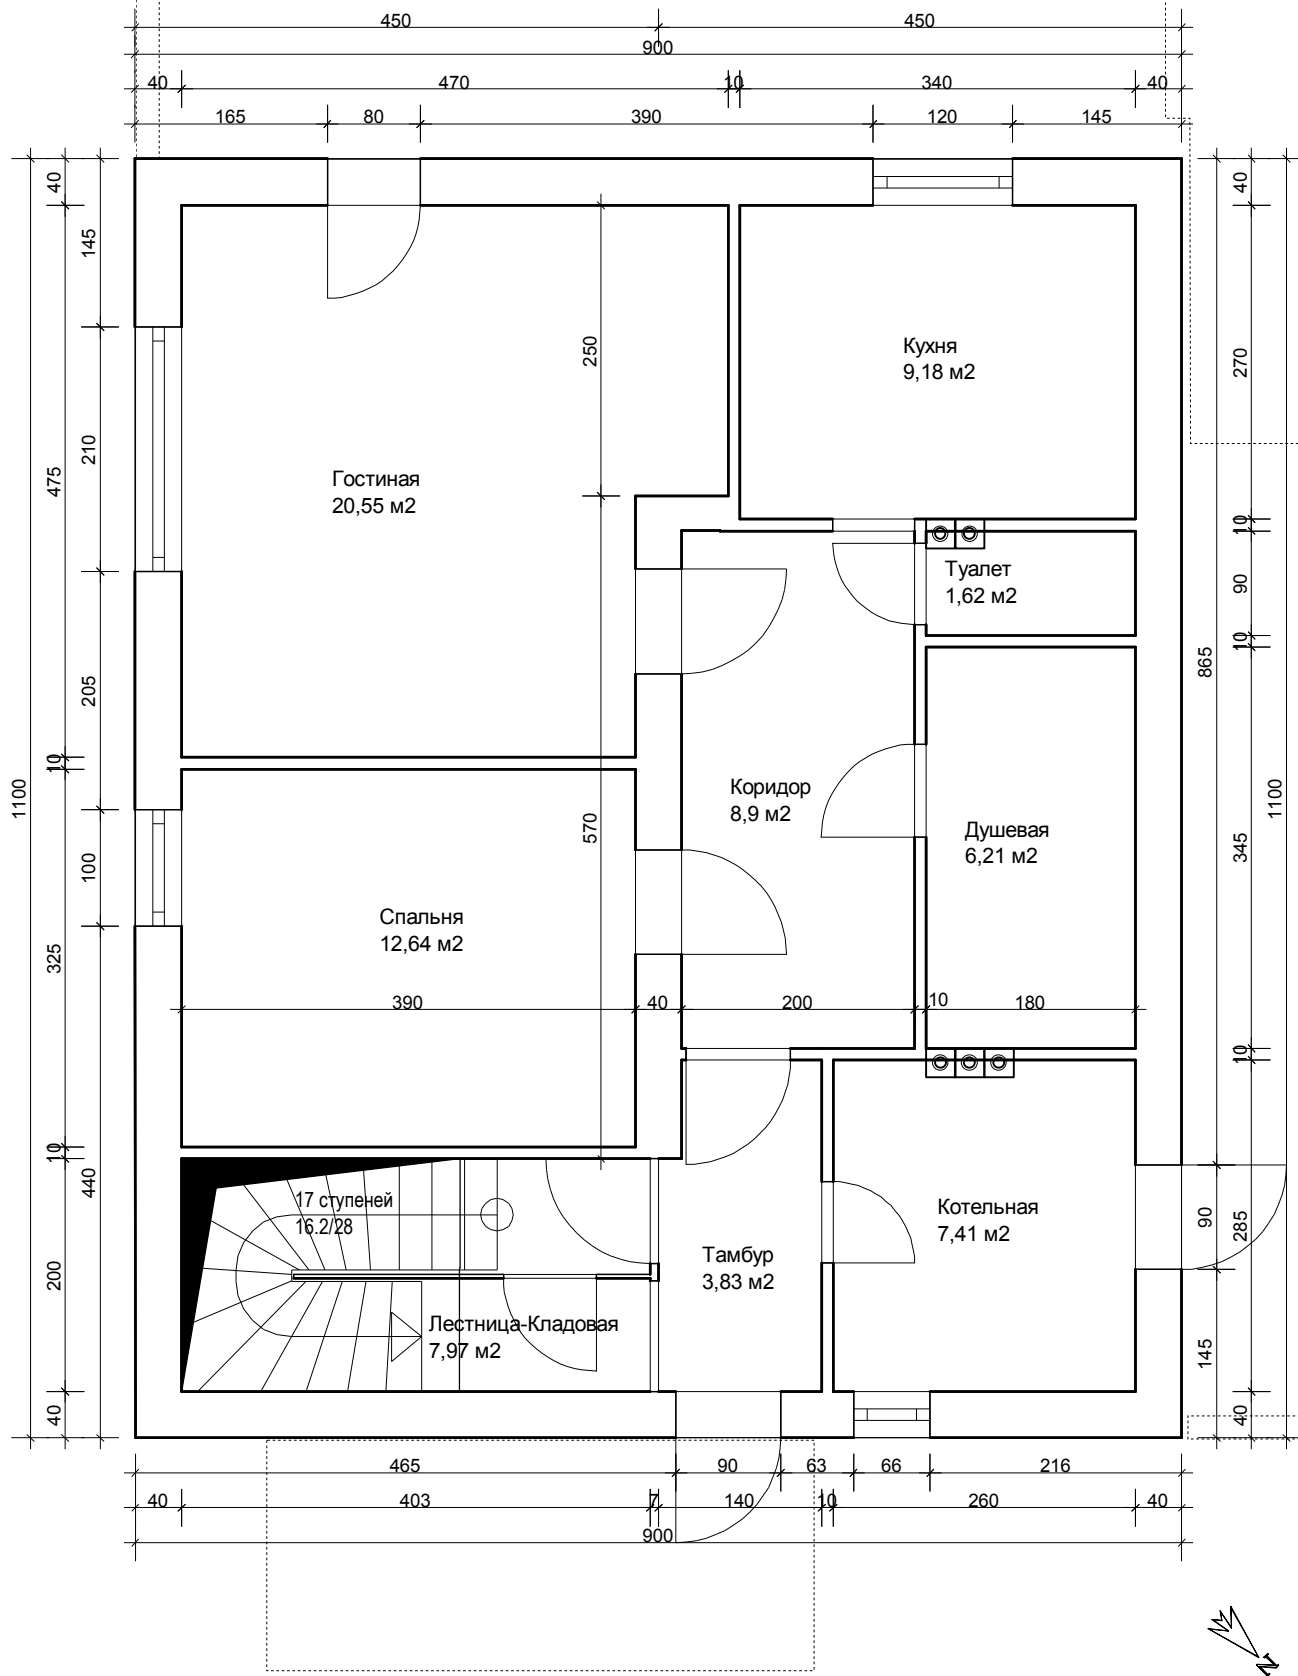 450 450
900
40 470 10 340 40
165 80 390 120 145
40
145
210
475
205
10
1100
100
325
10
440
200
40
40
270
10
90
10
865
1100
345
10
90
285
145
40
250
570
Кухня
9,18 м2
Гостиная
20,55 м2
Туалет
1,62 м2
Коридор
8,9 м2
Душевая
6,21 м2
Спальня
12,64 м2
390 40 200 10 180
17 ступеней
16.2/28
Котельная
7,41 м2
Тамбур
3,83 м2
Лестница-Кладовая
7,97 м2
465 90 63 66 216
40 403 7 140 10 260 40
900
N